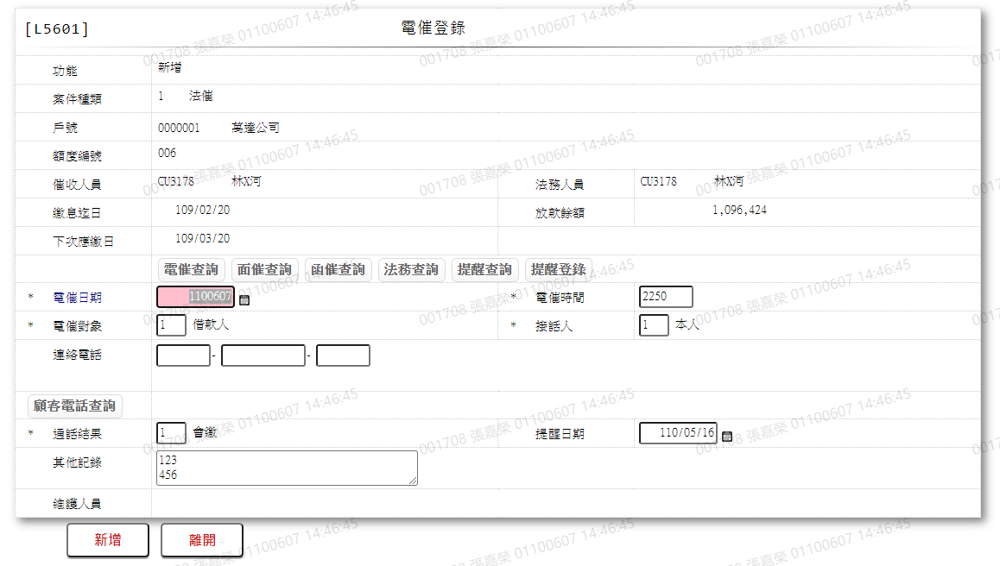 [L5601] 電催登錄
功能 新增
案件種類 1 法催
戶號 0000001 萬達公司
額度編號 006
催收人員 CU3178 林X河 法務人員 CU3178 林X河
繳息迄日 109/02/20 放款餘額 1,096,424
下次應繳日 109/03/20
電催查詢 面催查詢 函催查詢 法務查詢 提醒查詢 提醒登錄
* 電催日期 1100607 * 電催時間 2250
* 電催對象 1 借款人 * 接話人 1 本人
連絡電話 - -
顧客電話查詢
* 通話結果 1 會繳 提醒日期 110/05/16
其他記錄 123
456
維護人員
新增 離開
001708 張嘉榮 01100607 14:46:45